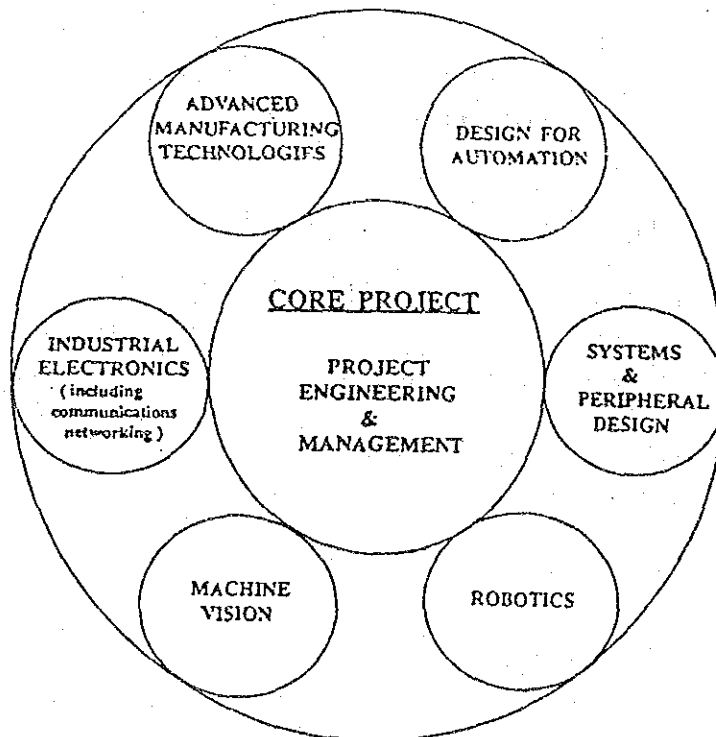 ADVANCED
MANUFACTURING
TECHNOLOGIES
DESIGN FOR
AUTOMATION
CORE PROJECT
PROJECT
ENGINEERING
&
MANAGEMENT
INDUSTRIAL
ELECTRONICS
(including
communications
networking)
SYSTEMS
&
PERIPHERAL
DESIGN
MACHINE
VISION
ROBOTICS